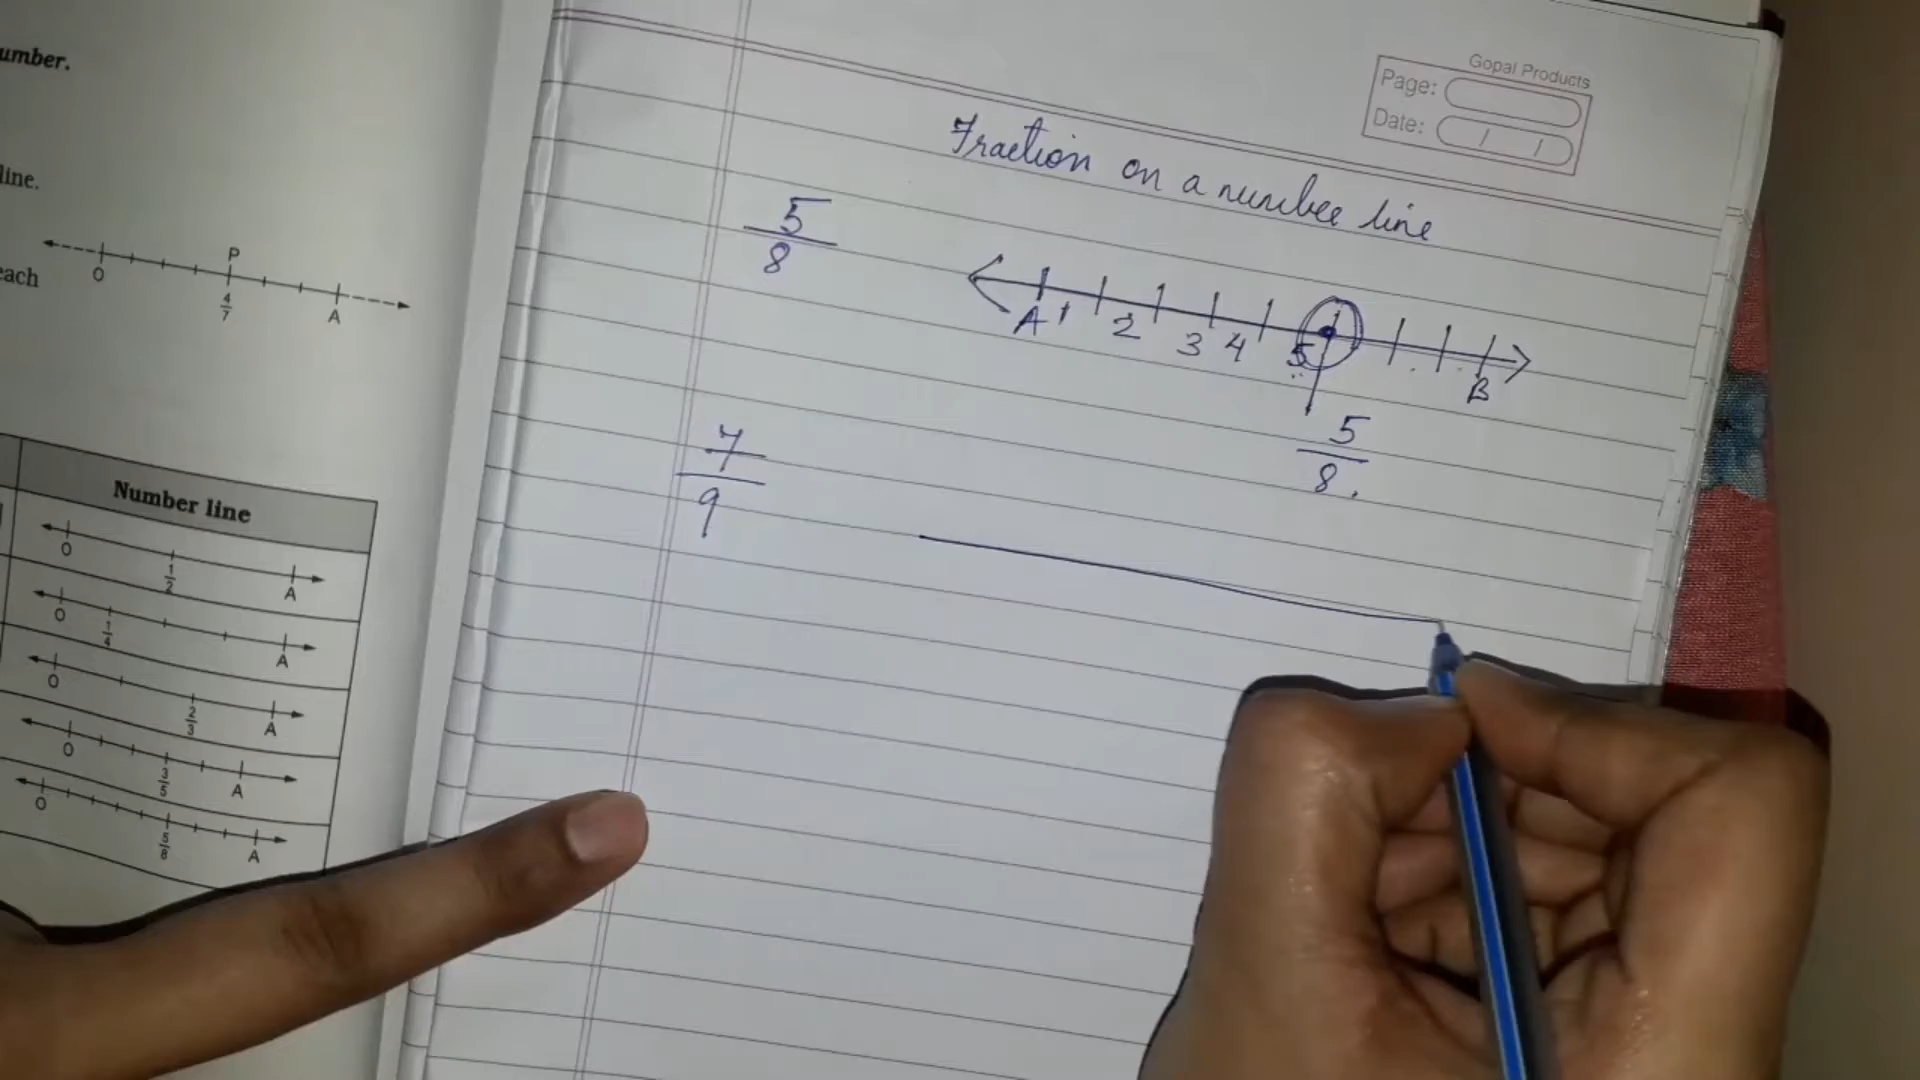 umber.
line.
each
P
0
4/7
A
Number line
0
1/2
A
0
1/4
A
0
2/3
A
0
3/5
A
0
5/8
A
Gopal Products
Page:
Date: / /
Fraction on a number line
5/8
A 1 2 3 4 5 B
5/8.
7/9